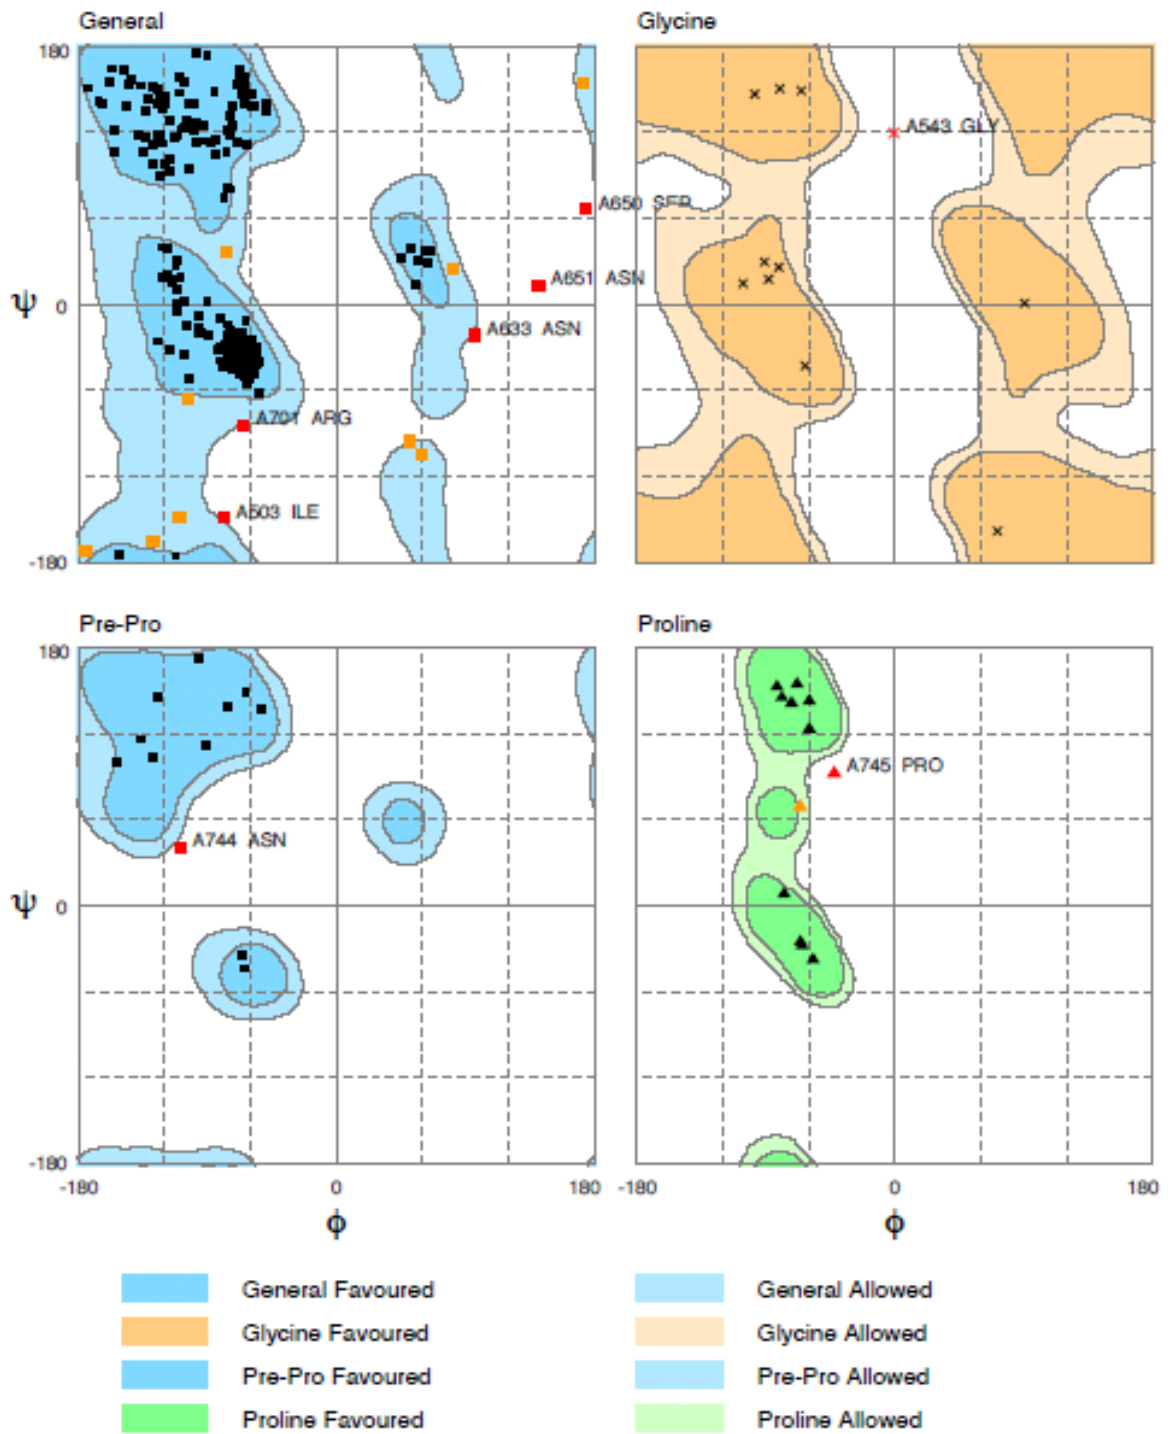 General Glycine
180
A543 GLY
A650 SER
A651 ASN
ψ 0
A633 ASN
A701 ARG
A503 ILE
-180
Pre-Pro Proline
180
A745 PRO
A744 ASN
ψ 0
-180
-180 0 180 -180 0 180
ϕ ϕ
General Favoured General Allowed
Glycine Favoured Glycine Allowed
Pre-Pro Favoured Pre-Pro Allowed
Proline Favoured Proline Allowed